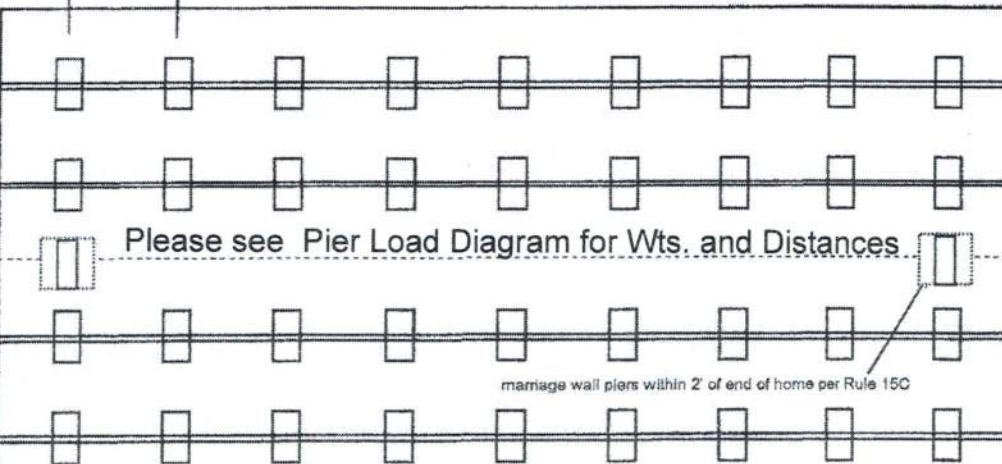 Please see Pier Load Diagram for Wts. and Distances
marriage wall piers within 2' of end of home per Rule 15C